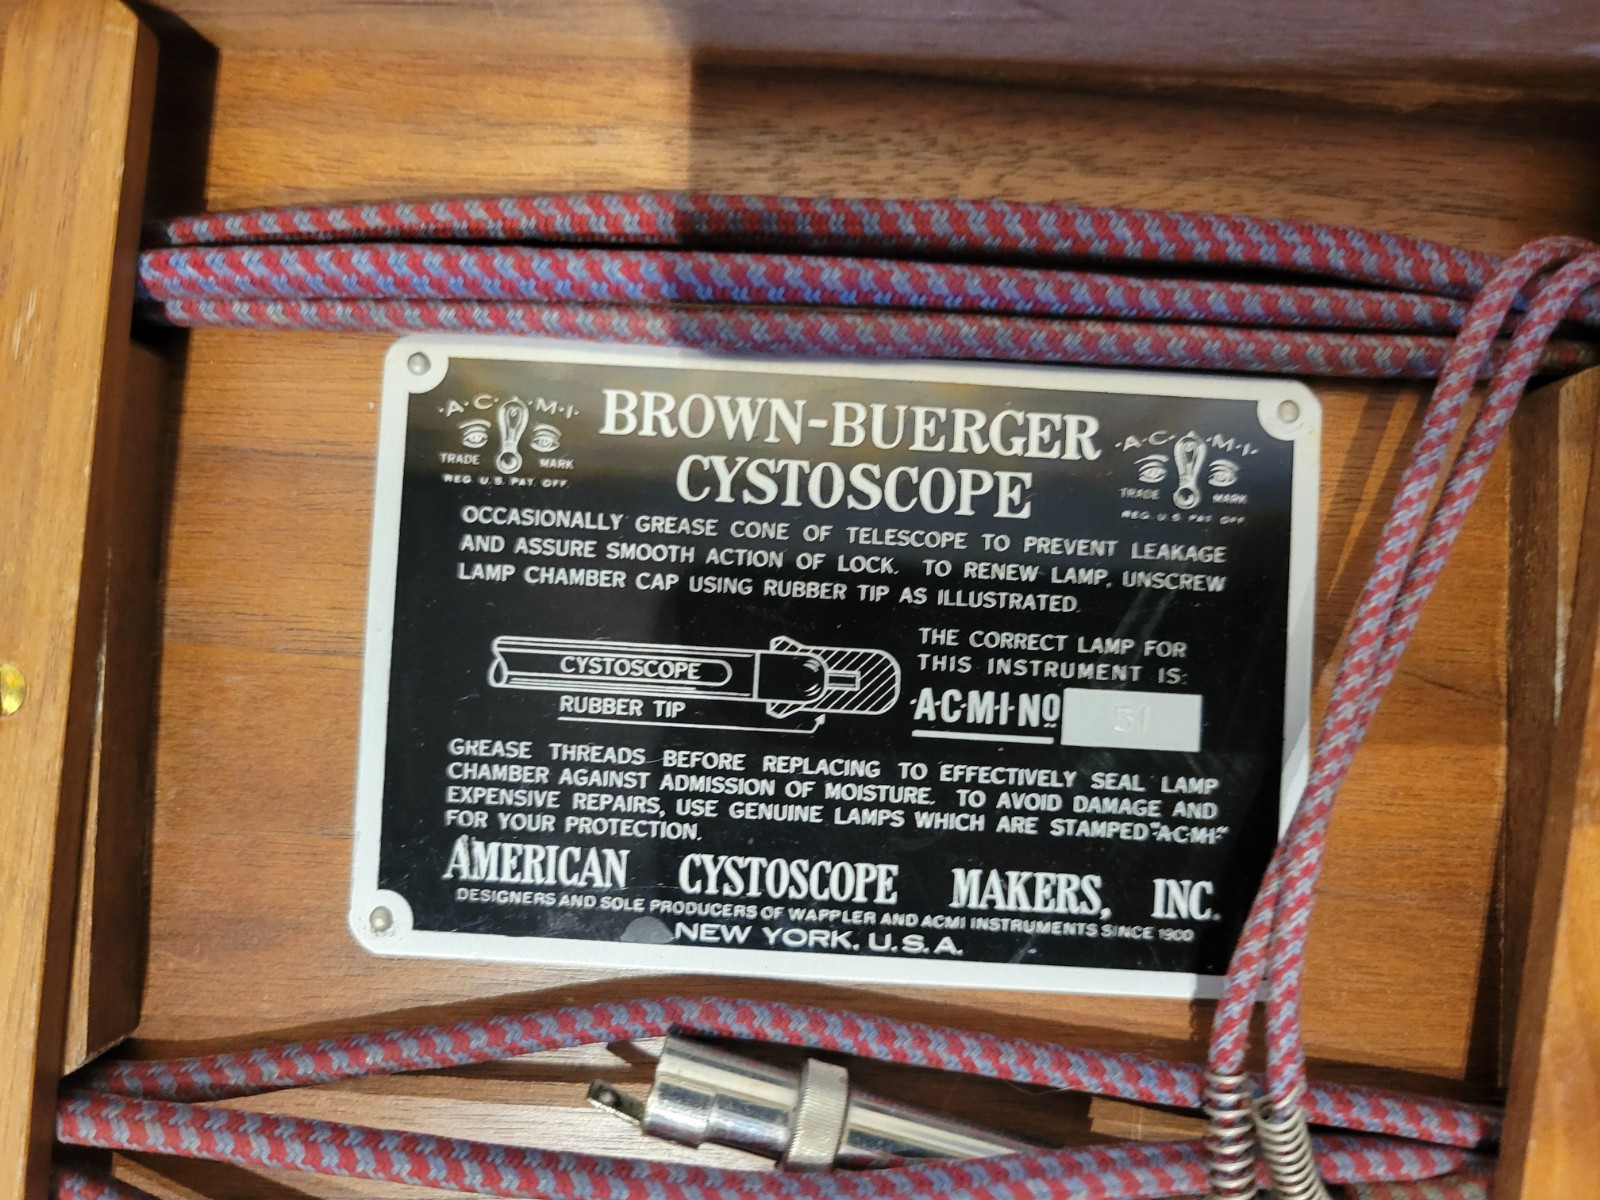 ·A·C·M·I·
TRADE MARK
REG. U.S. PAT. OFF.
BROWN-BUERGER
CYSTOSCOPE
·A·C·M·I·
TRADE MARK
REG. U.S. PAT. OFF.
OCCASIONALLY GREASE CONE OF TELESCOPE TO PREVENT LEAKAGE
AND ASSURE SMOOTH ACTION OF LOCK. TO RENEW LAMP, UNSCREW
LAMP CHAMBER CAP USING RUBBER TIP AS ILLUSTRATED.
CYSTOSCOPE
RUBBER TIP
THE CORRECT LAMP FOR
THIS INSTRUMENT IS:
A·C·M·I·No 51
GREASE THREADS BEFORE REPLACING TO EFFECTIVELY SEAL LAMP
CHAMBER AGAINST ADMISSION OF MOISTURE. TO AVOID DAMAGE AND
EXPENSIVE REPAIRS, USE GENUINE LAMPS WHICH ARE STAMPED "A·C·M·I·"
FOR YOUR PROTECTION.
AMERICAN CYSTOSCOPE MAKERS, INC.
DESIGNERS AND SOLE PRODUCERS OF WAPPLER AND ACMI INSTRUMENTS SINCE 1900
NEW YORK, U.S.A.